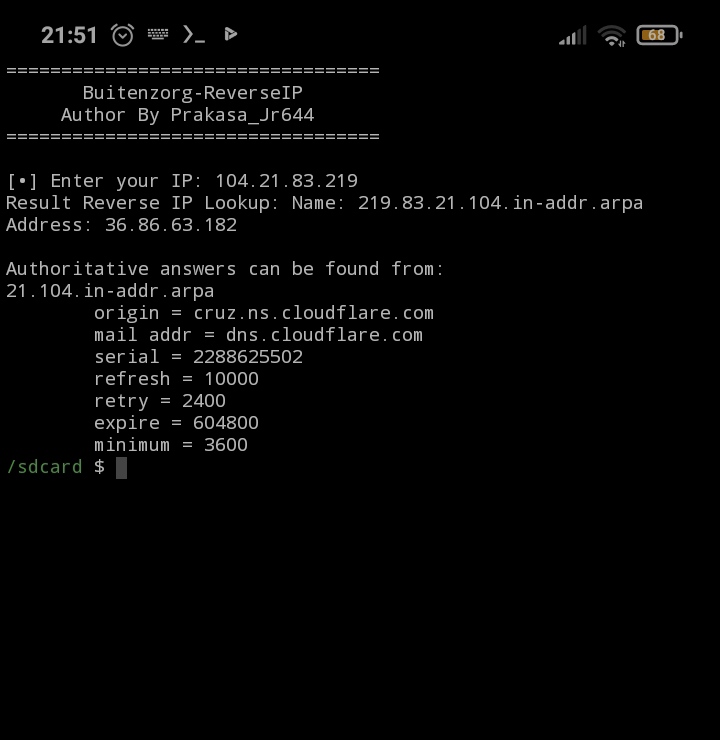 21:51 68
==================================
Buitenzorg-ReverseIP
Author By Prakasa_Jr644
==================================
[•] Enter your IP: 104.21.83.219
Result Reverse IP Lookup: Name: 219.83.21.104.in-addr.arpa
Address: 36.86.63.182
Authoritative answers can be found from:
21.104.in-addr.arpa
origin = cruz.ns.cloudflare.com
mail addr = dns.cloudflare.com
serial = 2288625502
refresh = 10000
retry = 2400
expire = 604800
minimum = 3600
/sdcard $